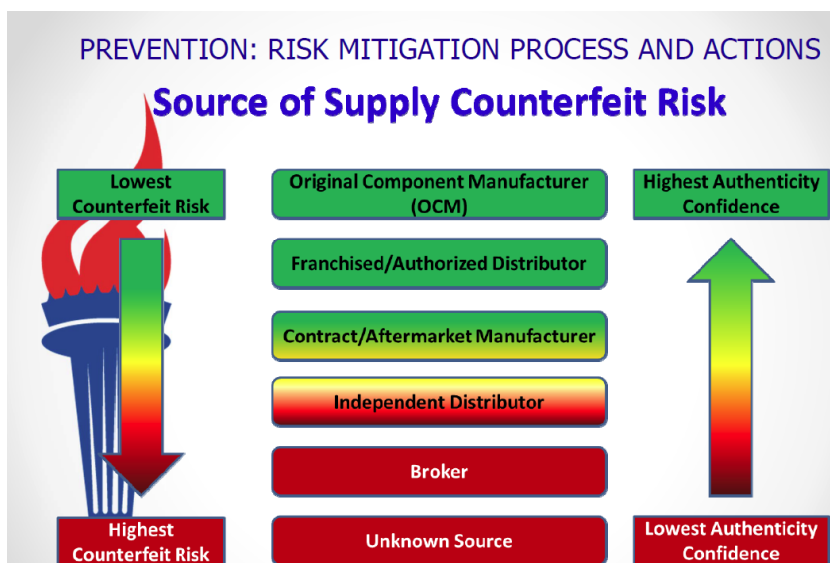 PREVENTION: RISK MITIGATION PROCESS AND ACTIONS
Source of Supply Counterfeit Risk
Lowest
Counterfeit Risk
Original Component Manufacturer
(OCM)
Highest Authenticity
Confidence
Franchised/Authorized Distributor
Contract/Aftermarket Manufacturer
Independent Distributor
Broker
Highest
Counterfeit Risk
Unknown Source
Lowest Authenticity
Confidence